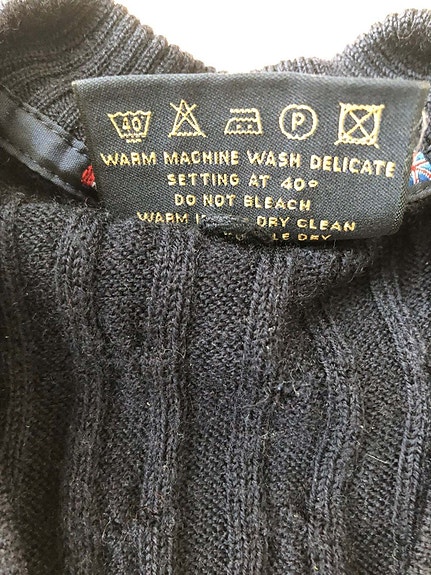 40 P
WARM MACHINE WASH DELICATE
SETTING AT 40°
DO NOT BLEACH
WARM DRY CLEAN
DRY